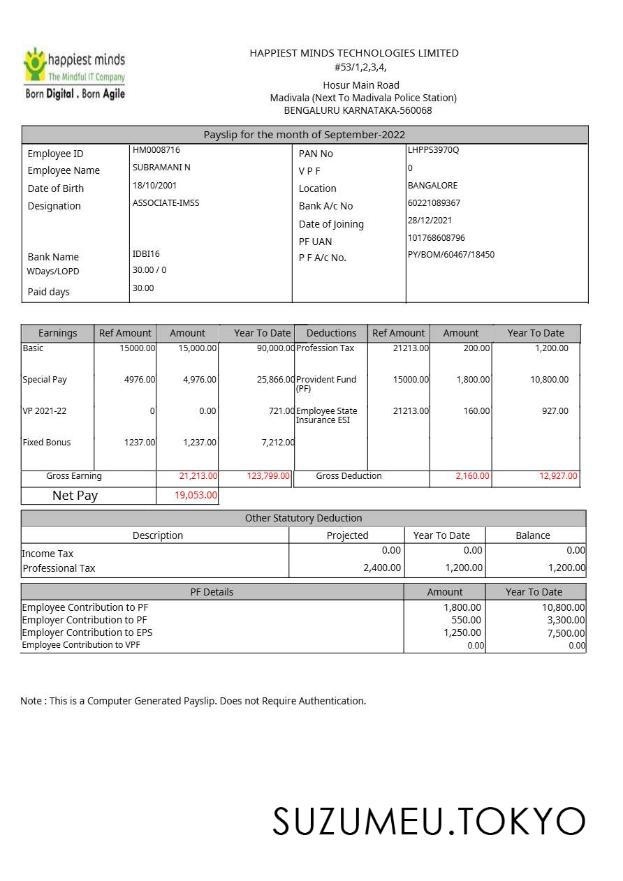 happiest minds
The Mindful IT Company
Born Digital . Born Agile
HAPPIEST MINDS TECHNOLOGIES LIMITED
#53/1,2,3,4,
Hosur Main Road
Madivala (Next To Madivala Police Station)
BENGALURU KARNATAKA-560068
Payslip for the month of September-2022
Employee ID HM0008716 PAN No LHPPS3970Q
Employee Name SUBRAMANI N V P F 0
Date of Birth 18/10/2001 Location BANGALORE
Designation ASSOCIATE-IMSS Bank A/c No 60221089367
Date of Joining 28/12/2021
PF UAN 101768608796
Bank Name IDBI16 P F A/c No. PY/BOM/60467/18450
WDays/LOPD 30.00 / 0
Paid days 30.00
Earnings Ref Amount Amount Year To Date Deductions Ref Amount Amount Year To Date
Basic 15000.00 15,000.00 90,000.00 Profession Tax 21213.00 200.00 1,200.00
Special Pay 4976.00 4,976.00 25,866.00 Provident Fund 15000.00 1,800.00 10,800.00
(PF)
VP 2021-22 0 0.00 721.00 Employee State 21213.00 160.00 927.00
Insurance ESI
Fixed Bonus 1237.00 1,237.00 7,212.00
Gross Earning 21,213.00 123,799.00 Gross Deduction 2,160.00 12,927.00
Net Pay 19,053.00
Other Statutory Deduction
Description Projected Year To Date Balance
Income Tax 0.00 0.00 0.00
Professional Tax 2,400.00 1,200.00 1,200.00
PF Details Amount Year To Date
Employee Contribution to PF 1,800.00 10,800.00
Employer Contribution to PF 550.00 3,300.00
Employer Contribution to EPS 1,250.00 7,500.00
Employee Contribution to VPF 0.00 0.00
Note : This is a Computer Generated Payslip. Does not Require Authentication.
SUZUMEU.TOKYO